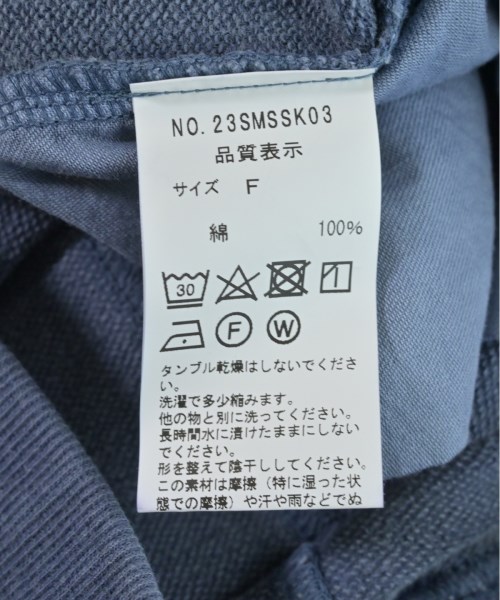 NO.23SMSSK03
品質表示
サイズ F
綿 100%
30
F W
タンブル乾燥はしないでくださ
い。
洗濯で多少縮みます。
他の物と別に洗ってください。
長時間水に漬けたままにしない
でください。
形を整えて陰干ししてください。
この素材は摩擦（特に湿った状
態での摩擦）や汗や雨などでぬ